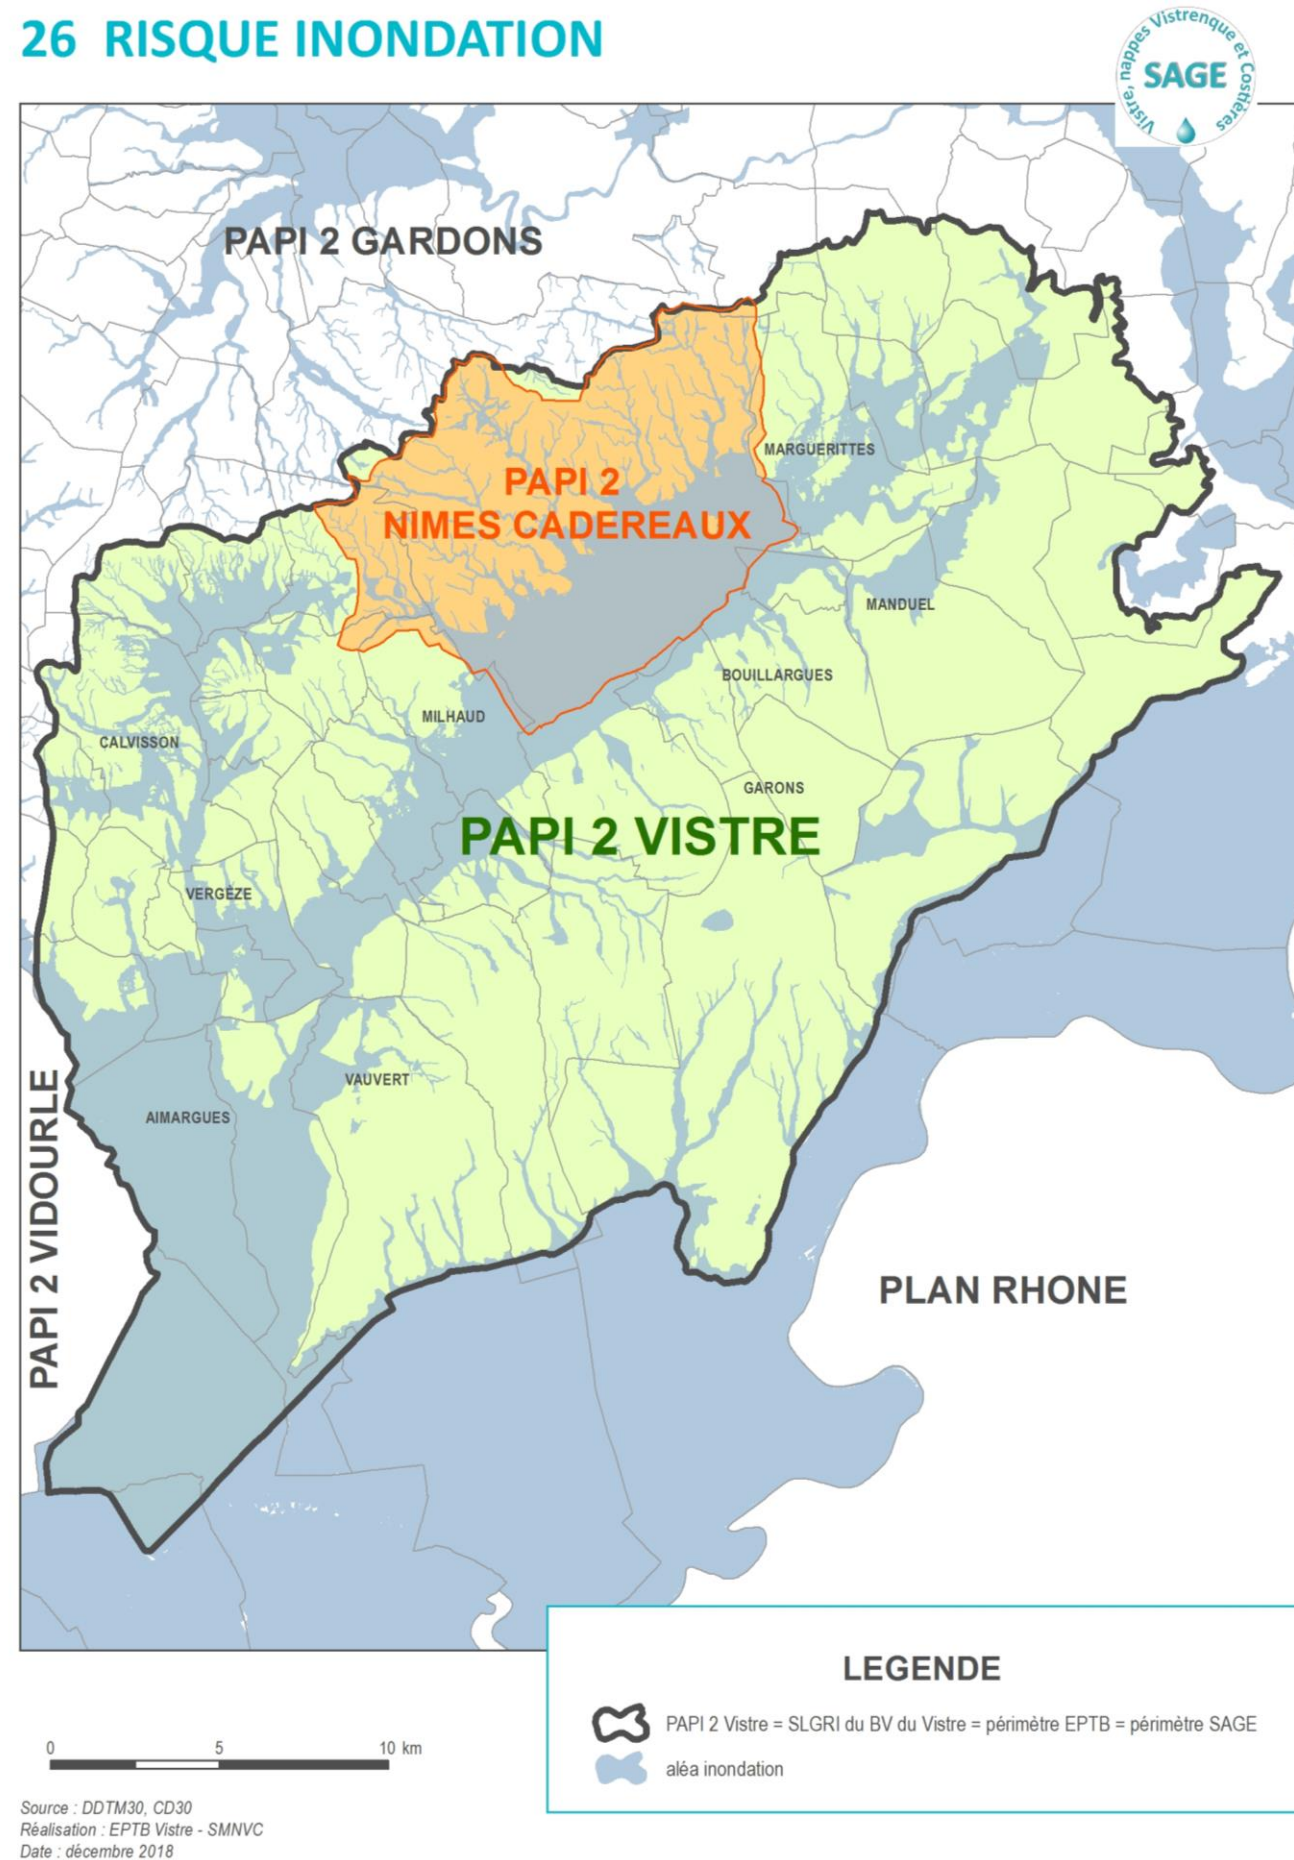 26 RISQUE INONDATION
Vistre, nappes Vistrenque et Costières
SAGE
PAPI 2 GARDONS
MARGUERITTES
PAPI 2
NIMES CADEREAUX
MANDUEL
BOUILLARGUES
MILHAUD
CALVISSON
GARONS
PAPI 2 VISTRE
VERGÈZE
VAUVERT
AIMARGUES
PAPI 2 VIDOURLE
PLAN RHONE
LEGENDE
PAPI 2 Vistre = SLGRI du BV du Vistre = périmètre EPTB = périmètre SAGE
aléa inondation
0 5 10 km
Source : DDTM30, CD30
Réalisation : EPTB Vistre - SMNVC
Date : décembre 2018